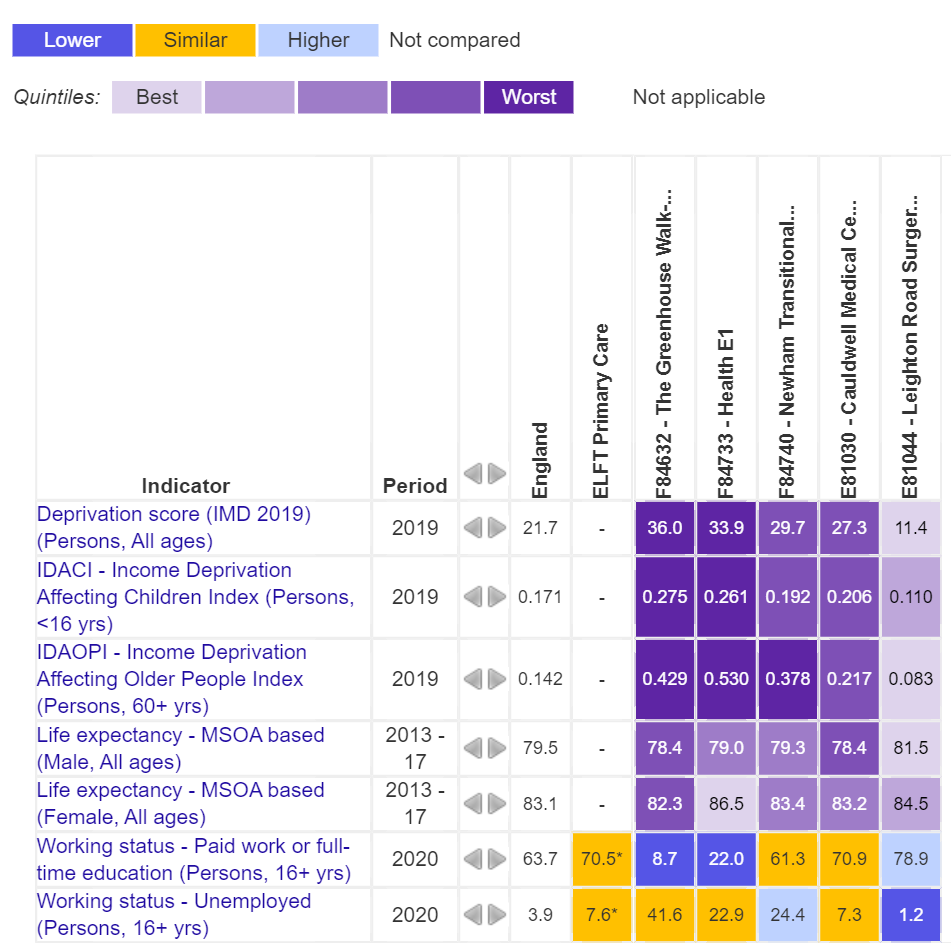 Lower Similar Higher Not compared
Quintiles: Best Worst Not applicable
Indicator Period England ELFT Primary Care F84632 - The Greenhouse Walk-... F84733 - Health E1 F84740 - Newham Transitional... E81030 - Cauldwell Medical Ce... E81044 - Leighton Road Surger...
Deprivation score (IMD 2019)
(Persons, All ages) 2019 21.7 - 36.0 33.9 29.7 27.3 11.4
IDACI - Income Deprivation
Affecting Children Index (Persons, 2019 0.171 - 0.275 0.261 0.192 0.206 0.110
<16 yrs)
IDAOPI - Income Deprivation
Affecting Older People Index 2019 0.142 - 0.429 0.530 0.378 0.217 0.083
(Persons, 60+ yrs)
Life expectancy - MSOA based 2013 -
(Male, All ages) 17 79.5 - 78.4 79.0 79.3 78.4 81.5
Life expectancy - MSOA based 2013 -
(Female, All ages) 17 83.1 - 82.3 86.5 83.4 83.2 84.5
Working status - Paid work or full-
time education (Persons, 16+ yrs) 2020 63.7 70.5* 8.7 22.0 61.3 70.9 78.9
Working status - Unemployed
(Persons, 16+ yrs) 2020 3.9 7.6* 41.6 22.9 24.4 7.3 1.2